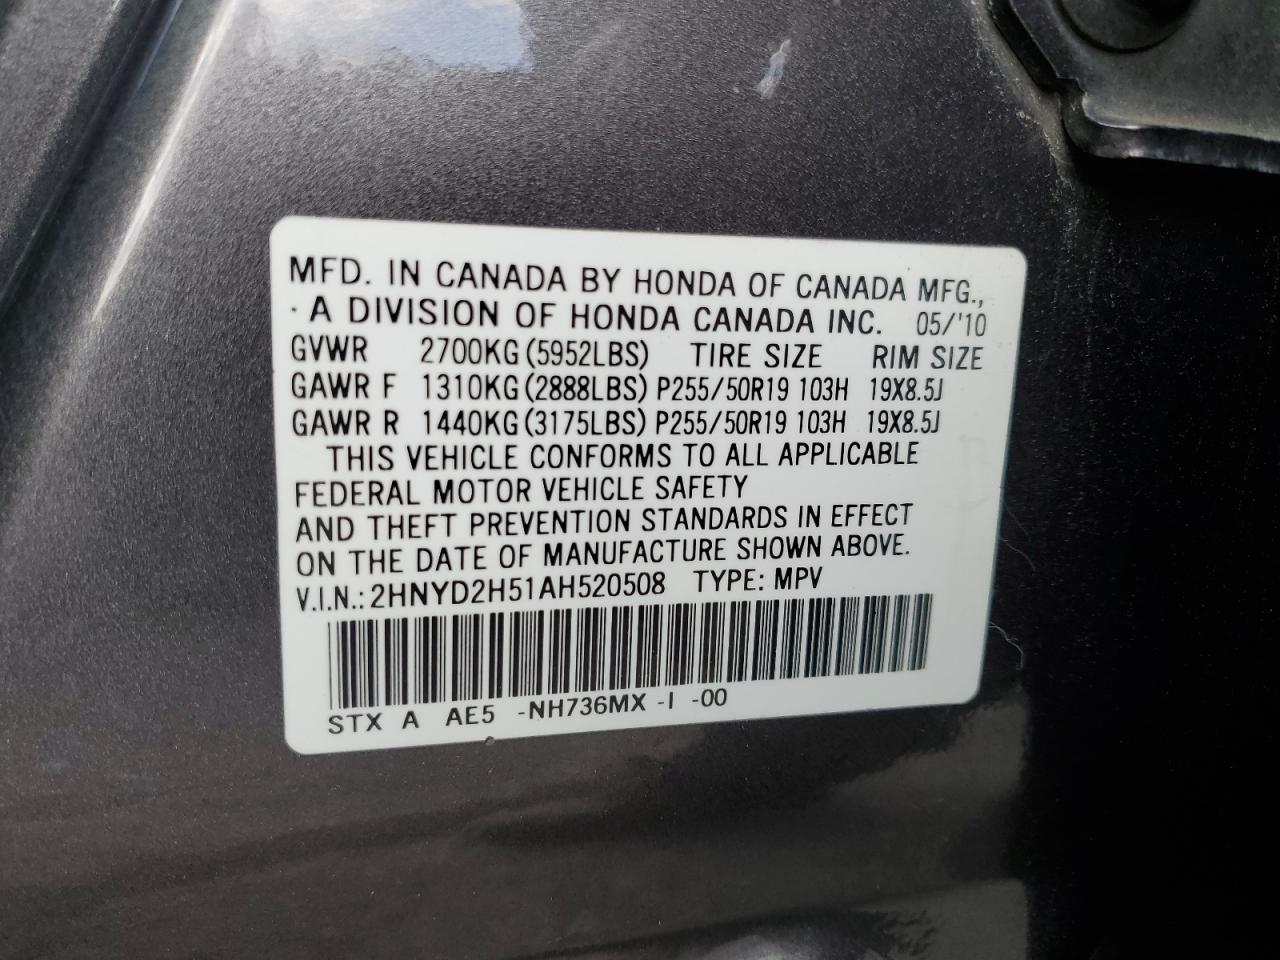 MFD. IN CANADA BY HONDA OF CANADA MFG.,
· A DIVISION OF HONDA CANADA INC. 05/'10
GVWR 2700KG (5952LBS) TIRE SIZE RIM SIZE
GAWR F 1310KG (2888LBS) P255/50R19 103H 19X8.5J
GAWR R 1440KG (3175LBS) P255/50R19 103H 19X8.5J
THIS VEHICLE CONFORMS TO ALL APPLICABLE
FEDERAL MOTOR VEHICLE SAFETY
AND THEFT PREVENTION STANDARDS IN EFFECT
ON THE DATE OF MANUFACTURE SHOWN ABOVE.
V.I.N.: 2HNYD2H51AH520508 TYPE: MPV
STX A AE5 -NH736MX -I -00